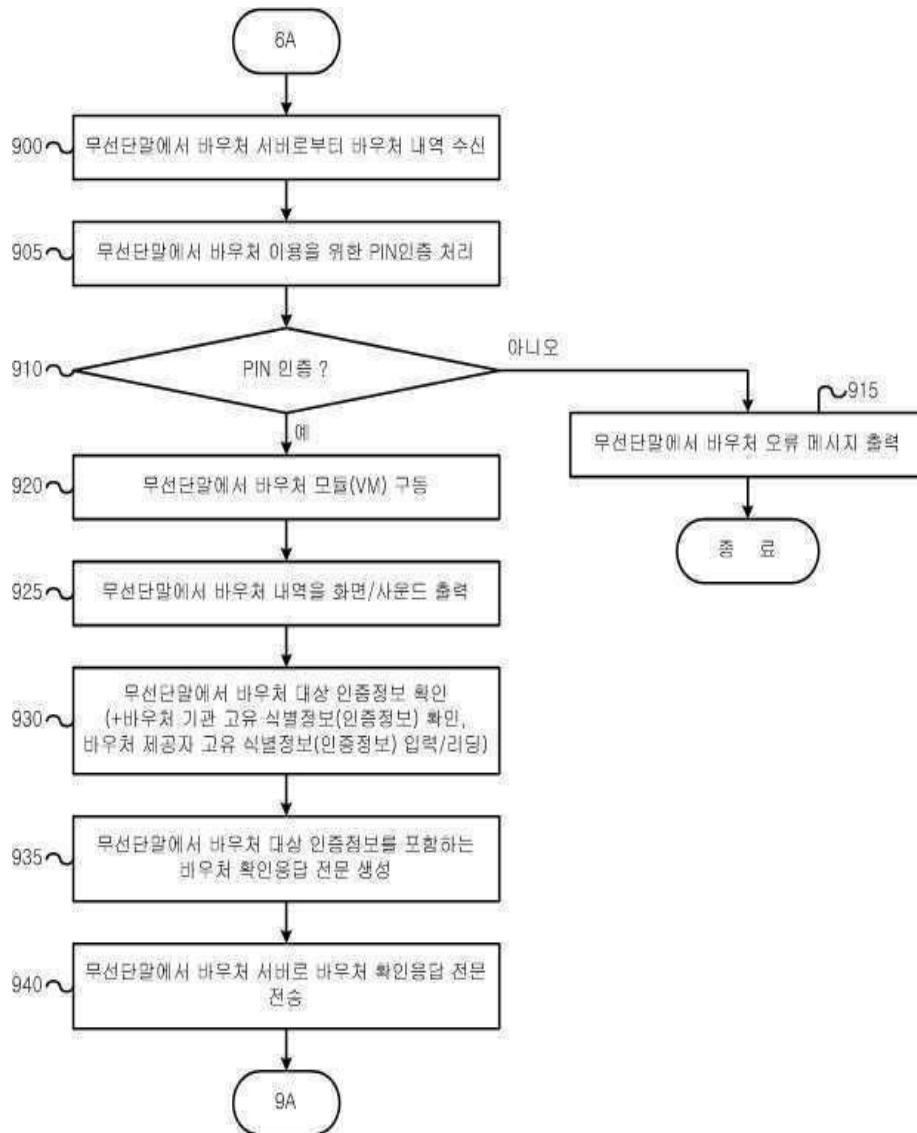 6A
900
무선단말에서 바우처 서버로부터 바우처 내역 수신
905
무선단말에서 바우처 이용을 위한 PIN인증 처리
910
PIN 인증 ?
아니오
예
915
무선단말에서 바우처 오류 메시지 출력
종 료
920
무선단말에서 바우처 모듈(VM) 구동
925
무선단말에서 바우처 내역을 화면/사운드 출력
930
무선단말에서 바우처 대상 인증정보 확인
(+바우처 기관 고유 식별정보(인증정보) 확인,
바우처 제공자 고유 식별정보(인증정보) 입력/리딩)
935
무선단말에서 바우처 대상 인증정보를 포함하는
바우처 확인응답 전문 생성
940
무선단말에서 바우처 서버로 바우처 확인응답 전문
전송
9A